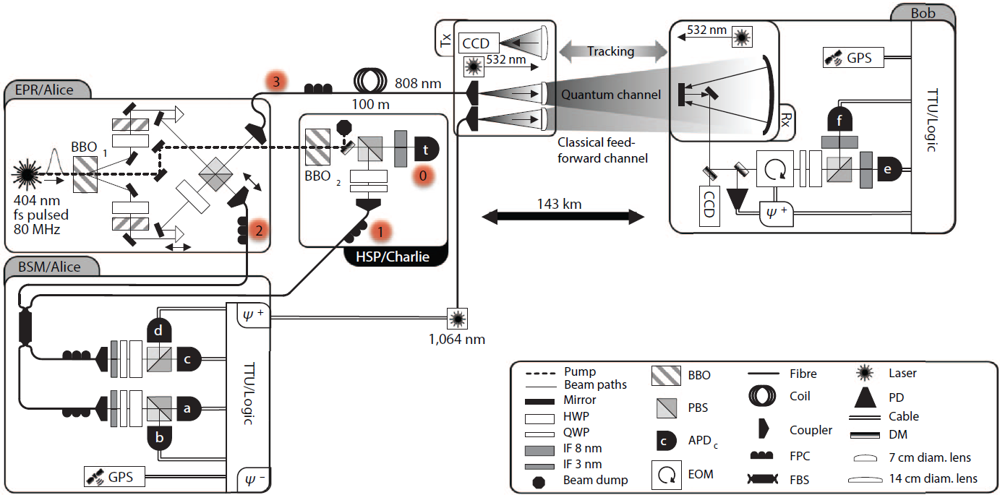 EPR/Alice
BBO 1
404 nm
fs pulsed
80 MHz
3
2
BSM/Alice
d
c
a
b
GPS
ψ +
TTU/Logic
ψ −
100 m
808 nm
BBO 2
t
0
1
HSP/Charlie
1,064 nm
Tx
CCD
532 nm
Tracking
Quantum channel
Classical feed-
forward channel
143 km
Bob
532 nm
Rx
GPS
TTU/Logic
f
e
CCD
ψ +
Pump
Beam paths
Mirror
HWP
QWP
IF 8 nm
IF 3 nm
Beam dump
BBO
PBS
c
APD c
EOM
Fibre
Coil
Coupler
FPC
FBS
Laser
PD
Cable
DM
7 cm diam. lens
14 cm diam. lens